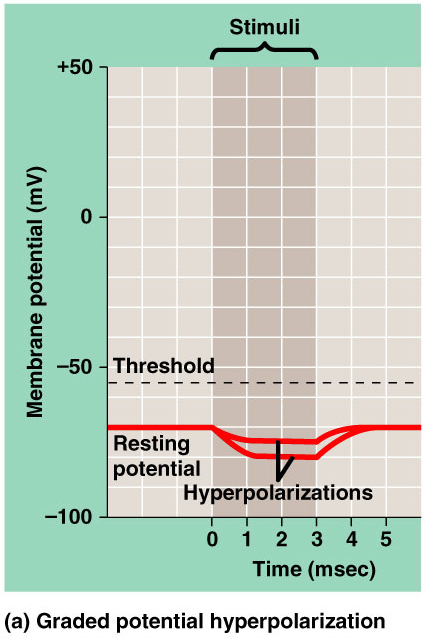 Stimuli
+50
0
−50
−100
Membrane potential (mV)
Threshold
Resting
potential
Hyperpolarizations
0 1 2 3 4 5
Time (msec)
(a) Graded potential hyperpolarization